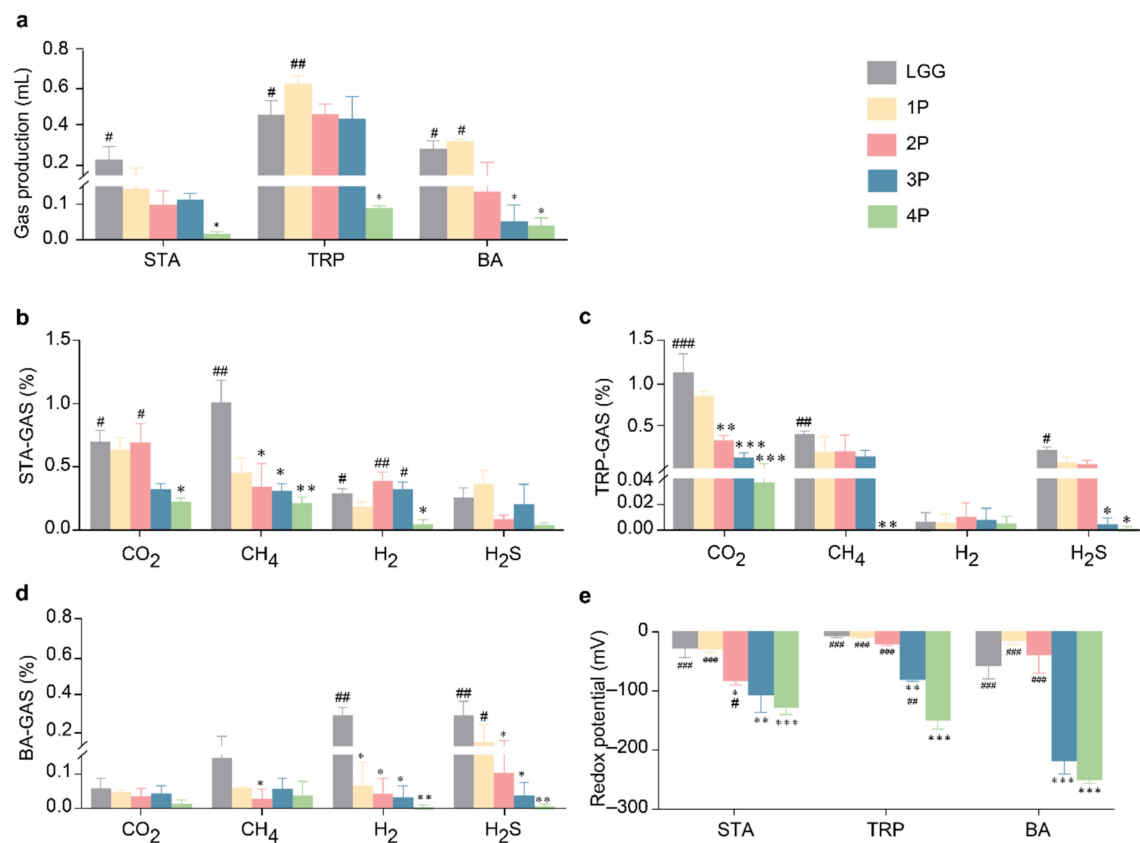 a
Gas production (mL)
0.8
0.6
0.4
0.2
0.1
0.0
#
*
#
##
*
#
#
*
*
STA
TRP
BA
LGG
1P
2P
3P
4P
b
STA-GAS (%)
1.5
1.0
0.5
0.0
#
#
*
##
*
*
**
#
##
#
*
CO2
CH4
H2
H2S
c
TRP-GAS (%)
1.5
1.0
0.5
0.04
0.02
0.00
###
**
***
***
##
**
#
*
*
CO2
CH4
H2
H2S
d
BA-GAS (%)
0.8
0.6
0.4
0.2
0.1
0.0
*
##
*
*
*
**
##
#
*
*
**
CO2
CH4
H2
H2S
e
Redox potential (mV)
0
−100
−200
−300
###
###
*
#
**
***
###
###
###
**
##
***
###
###
###
***
***
STA
TRP
BA